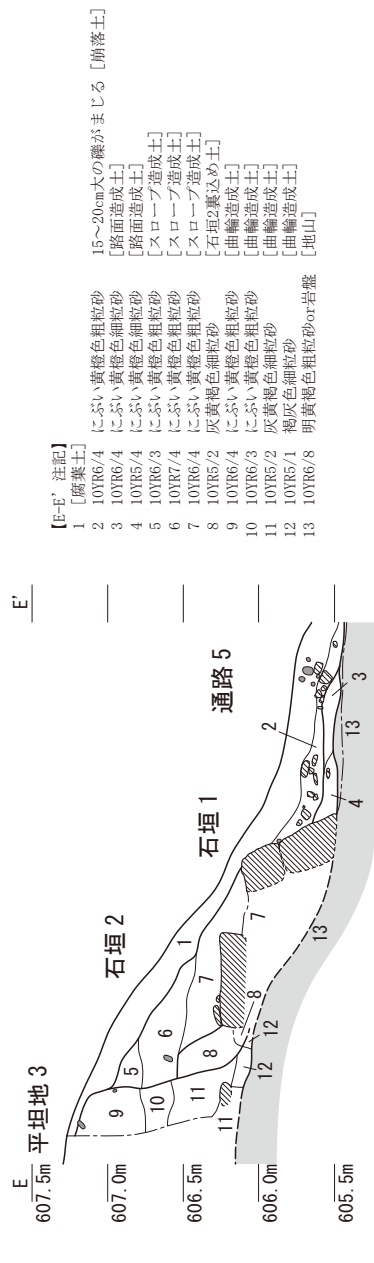 【E-E’ 注記】
1 [腐葉土]
2 10YR6/4 にぶい黄橙色粗粒砂 15～20cm大の礫がまじる [崩落土]
3 10YR6/4 にぶい黄橙色細粒砂 [路面造成土]
4 10YR5/4 にぶい黄橙色細粒砂 [路面造成土]
5 10YR6/3 にぶい黄橙色粗粒砂 [スロープ造成土]
6 10YR7/4 にぶい黄橙色粗粒砂 [スロープ造成土]
7 10YR6/4 にぶい黄橙色粗粒砂 [スロープ造成土]
8 10YR5/2 灰黄褐色細粒砂 [石垣2裏込め土]
9 10YR6/4 にぶい黄橙色粗粒砂 [曲輪造成土]
10 10YR6/3 にぶい黄橙色粗粒砂 [曲輪造成土]
11 10YR5/2 灰黄褐色細粒砂 [曲輪造成土]
12 10YR5/1 褐灰色細粒砂 [曲輪造成土]
13 10YR6/8 明黄褐色粗粒砂or岩盤 [地山]
E
E’
607.5m
607.0m
606.5m
606.0m
605.5m
平坦地 3
石垣 2
石垣 1
通路 5
1
2
5
9
6
10
7
7
8
11
8
11
12
12
13
4
13
3